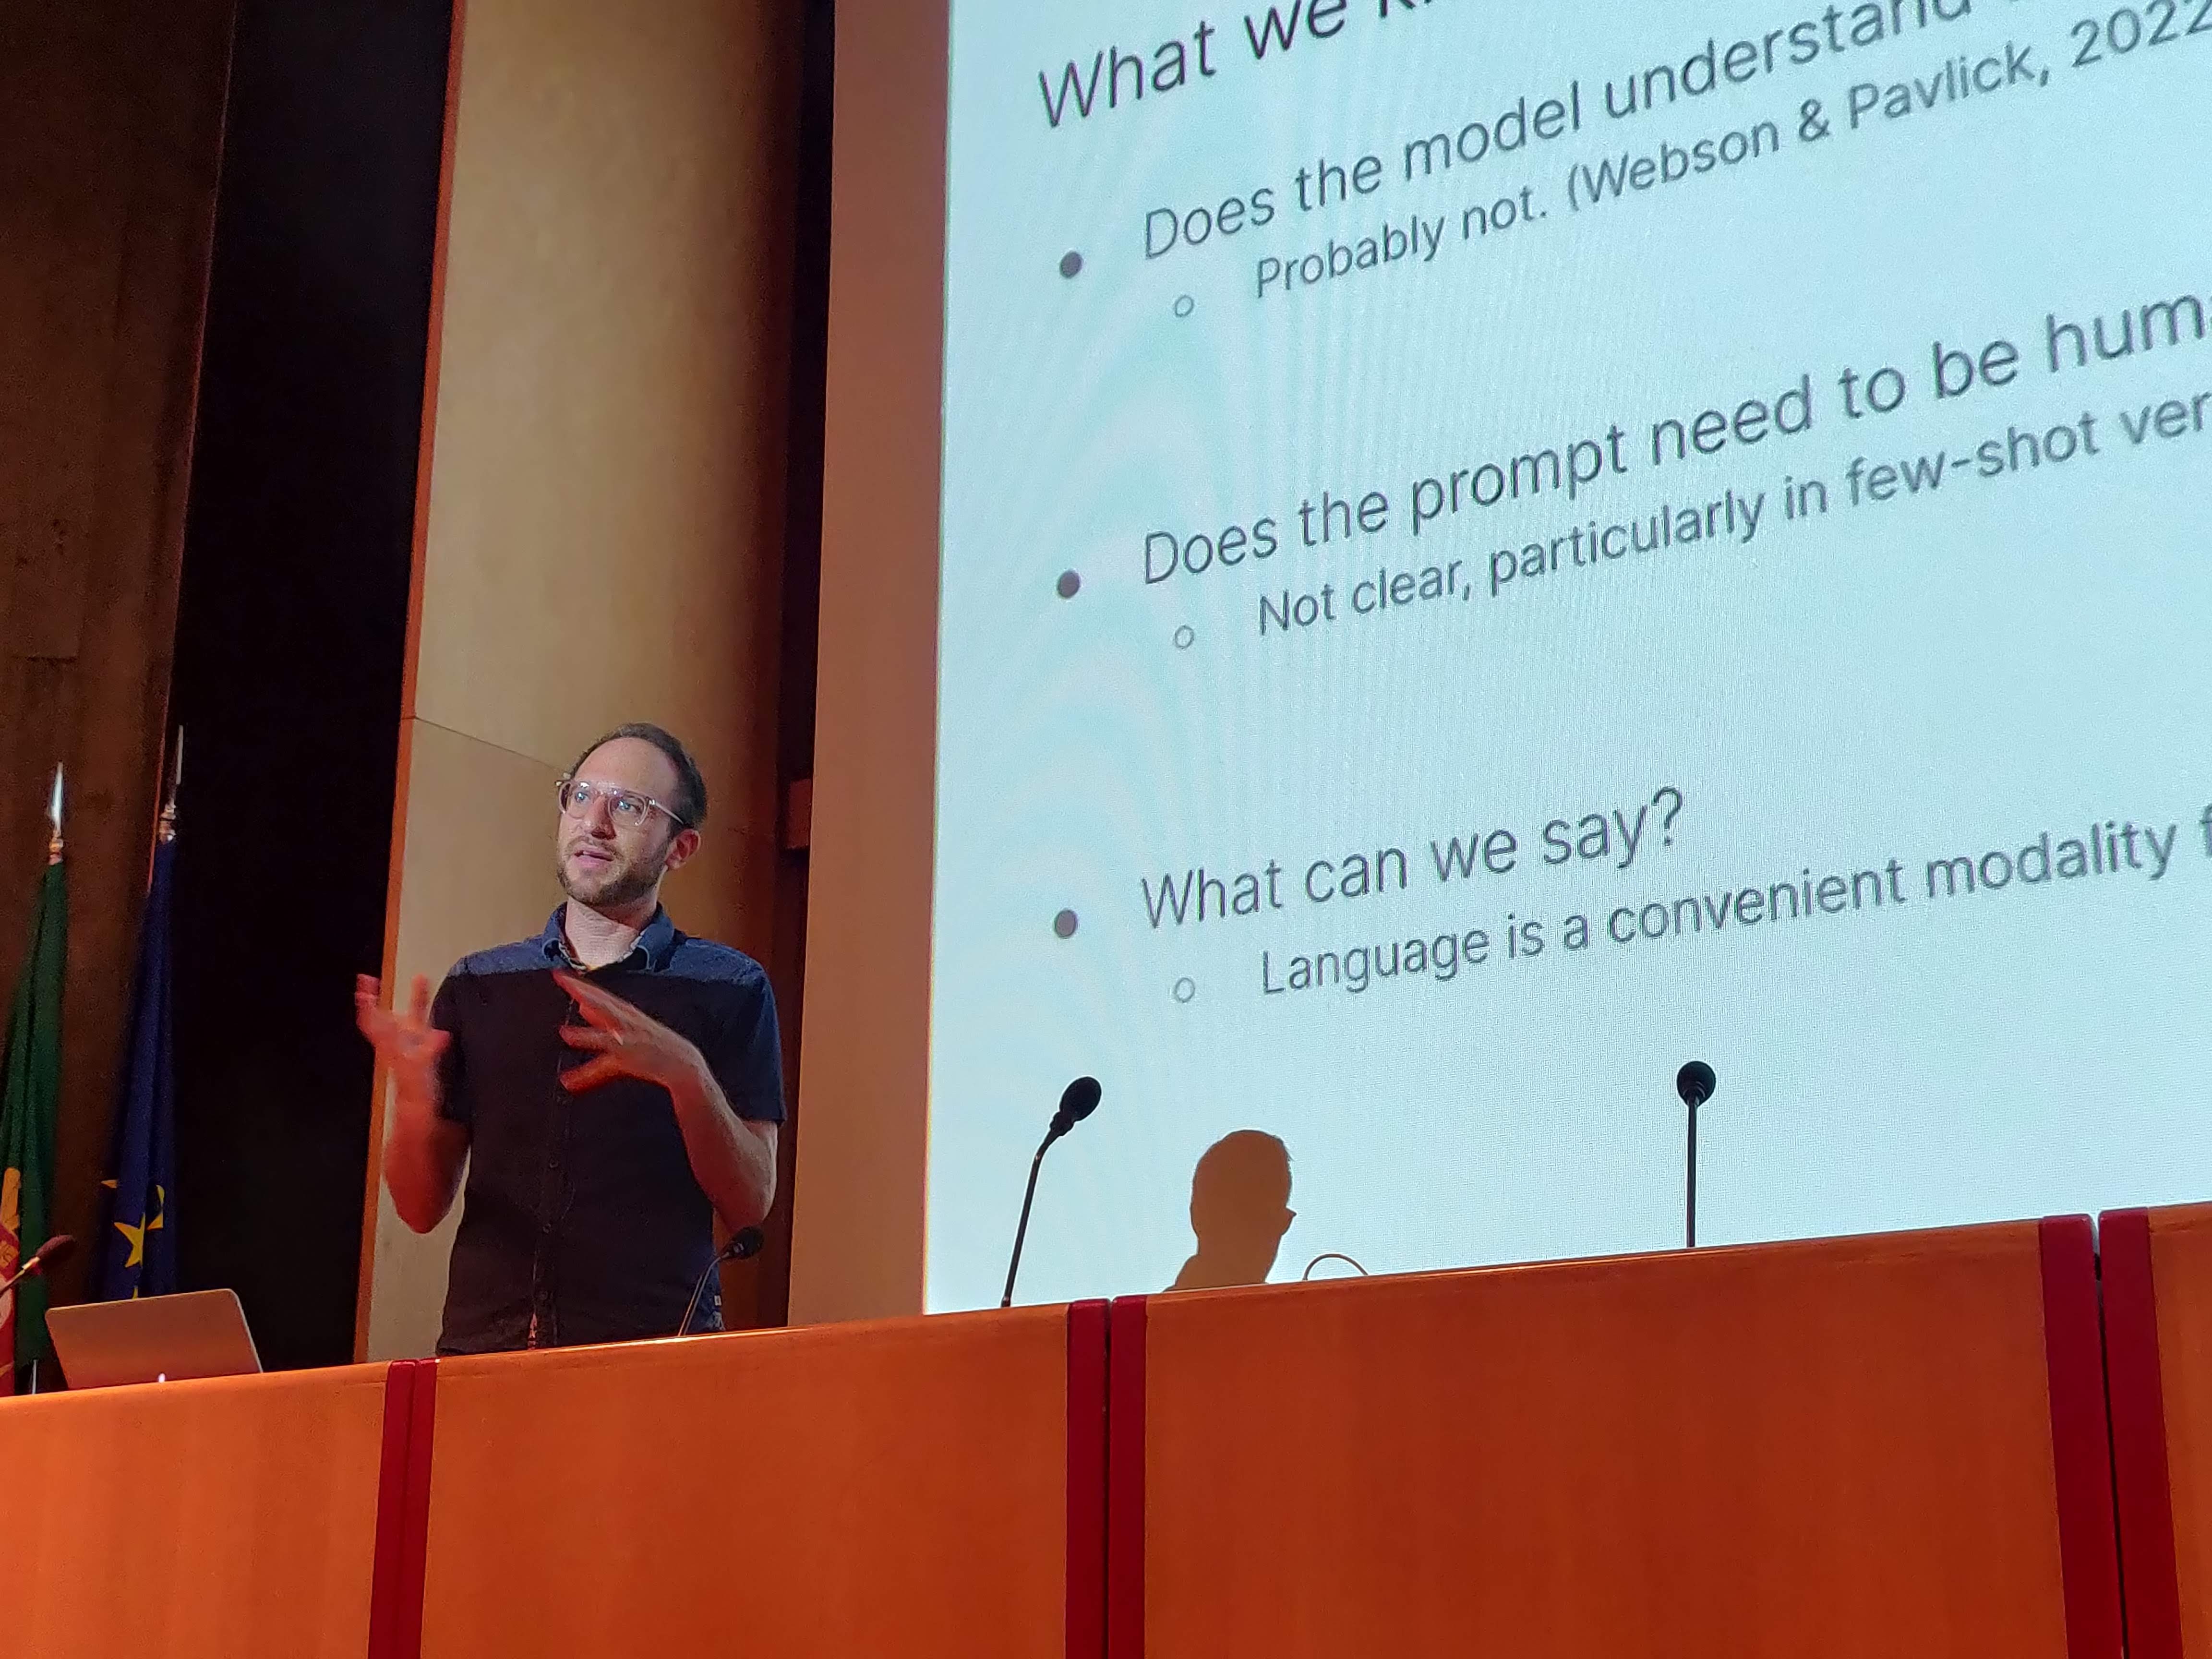 What we
Does the model understand
Probably not. (Webson & Pavlick, 2022
Does the prompt need to be hum
Not clear, particularly in few-shot ver
What can we say?
Language is a convenient modality f